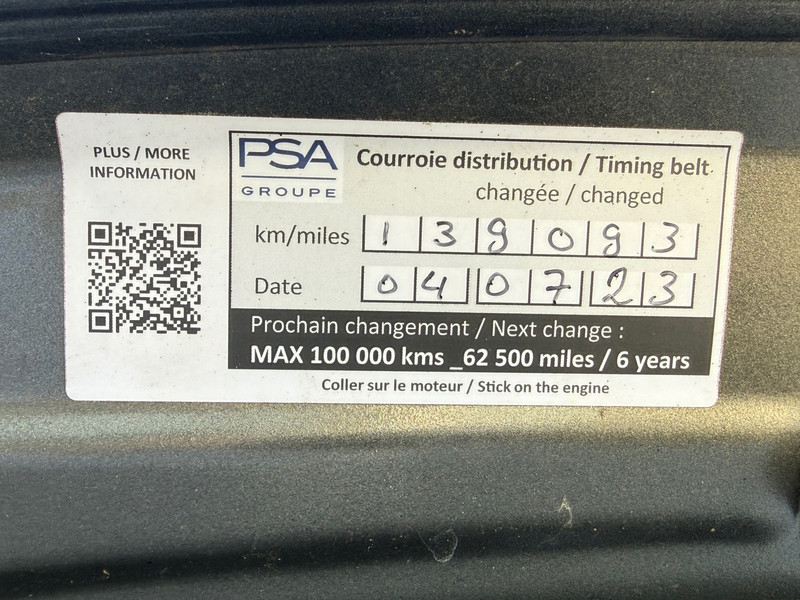 PLUS / MORE
INFORMATION
PSA
GROUPE
Courroie distribution / Timing belt
changée / changed
km/miles 1 3 9 0 9 3
Date 0 4 0 7 2 3
Prochain changement / Next change :
MAX 100 000 kms _62 500 miles / 6 years
Coller sur le moteur / Stick on the engine